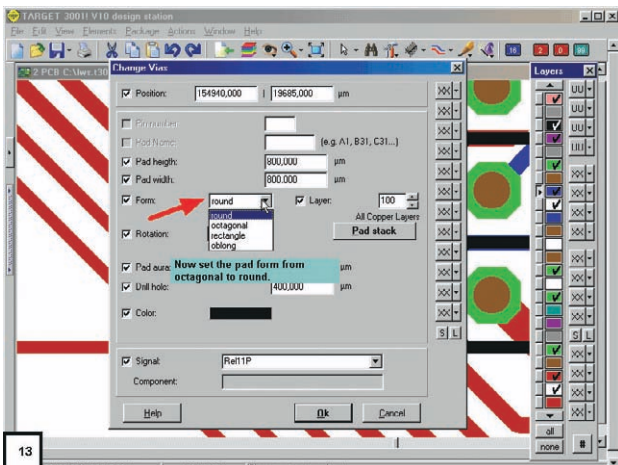 TARGET 3001! V10 design station
File Edit View Elements Package Actions Window Help
2 PCB C:\lwr.t30
Change Vias:
Layers
Position: 154940,000 | 19685,000 µm
Pin number:
Pad Name: (e.g. A1, B31, C31...)
Pad heigth: 800,000 µm
Pad width: 800,000 µm
Form: round Layer: 100
round
octagonal
rectangle
oblong
All Copper Layers
Pad stack
Rotation:
Pad aura: µm
Now set the pad form from
octagonal to round.
Drill hole: 400,000 µm
Color:
S L
S L
Signal: Rel11P
Component:
Help Ok Cancel
all
none #
13